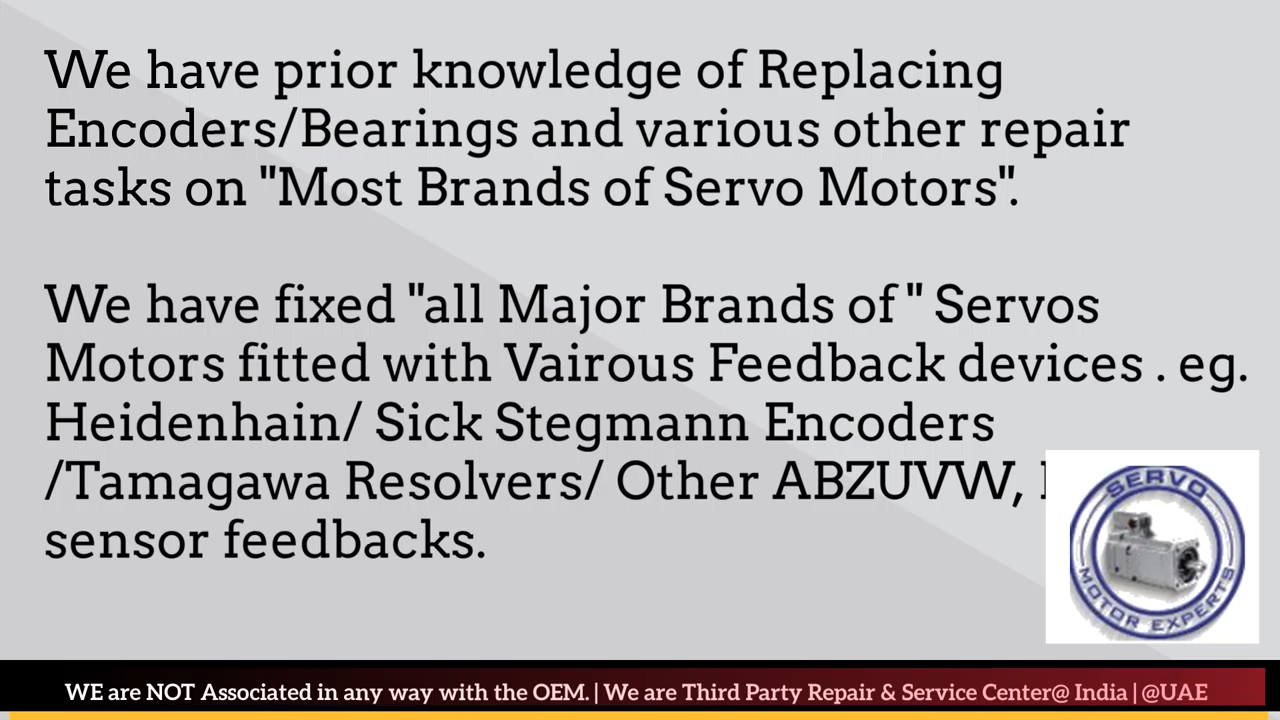 We have prior knowledge of Replacing
Encoders/Bearings and various other repair
tasks on "Most Brands of Servo Motors".
We have fixed "all Major Brands of " Servos
Motors fitted with Vairous Feedback devices . eg.
Heidenhain/ Sick Stegmann Encoders
/Tamagawa Resolvers/ Other ABZUVW,
sensor feedbacks.
SERVO
MOTOR EXPERTS
WE are NOT Associated in any way with the OEM. | We are Third Party Repair & Service Center@ India | @UAE